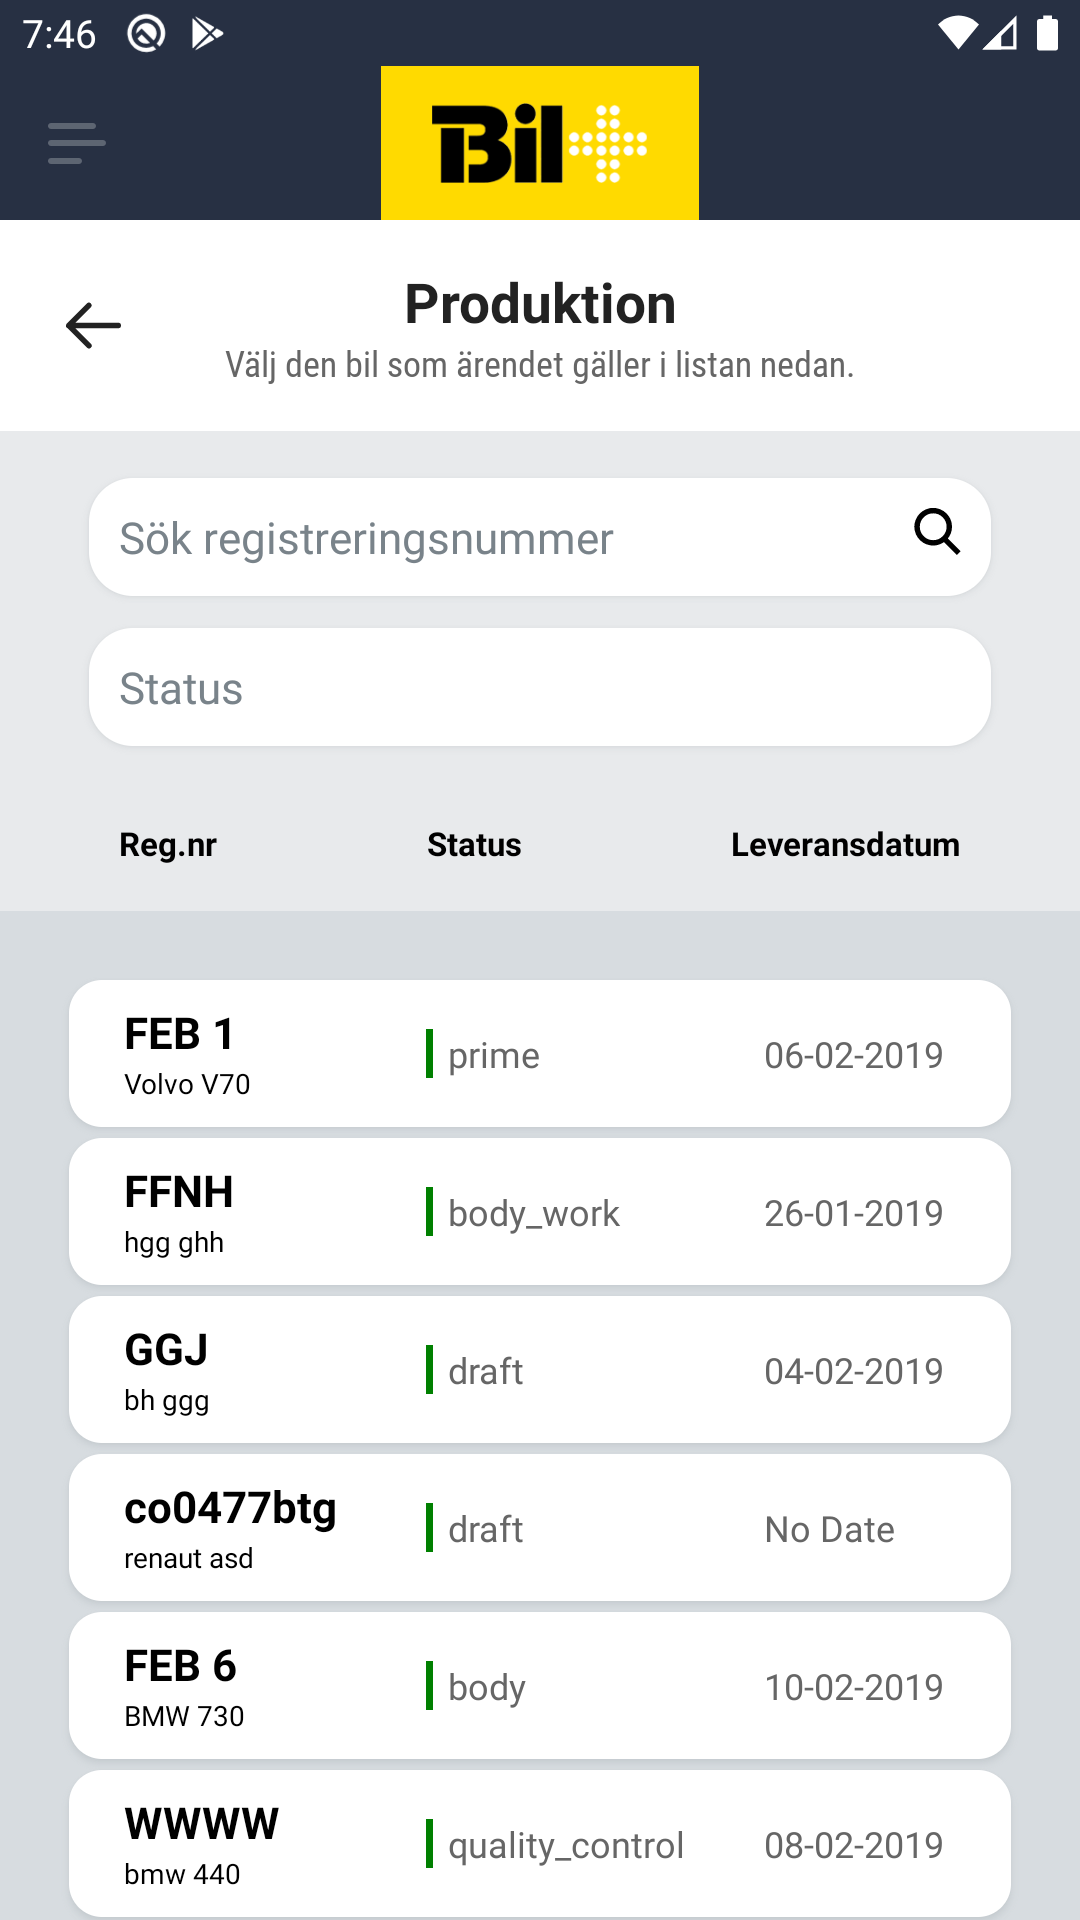 7:46
Bil
Produktion
Välj den bil som ärendet gäller i listan nedan.
Sök registreringsnummer
Status
Reg.nr Status Leveransdatum
FEB 1 prime 06-02-2019
Volvo V70
FFNH body_work 26-01-2019
hgg ghh
GGJ draft 04-02-2019
bh ggg
co0477btg draft No Date
renaut asd
FEB 6 body 10-02-2019
BMW 730
WWWW quality_control 08-02-2019
bmw 440